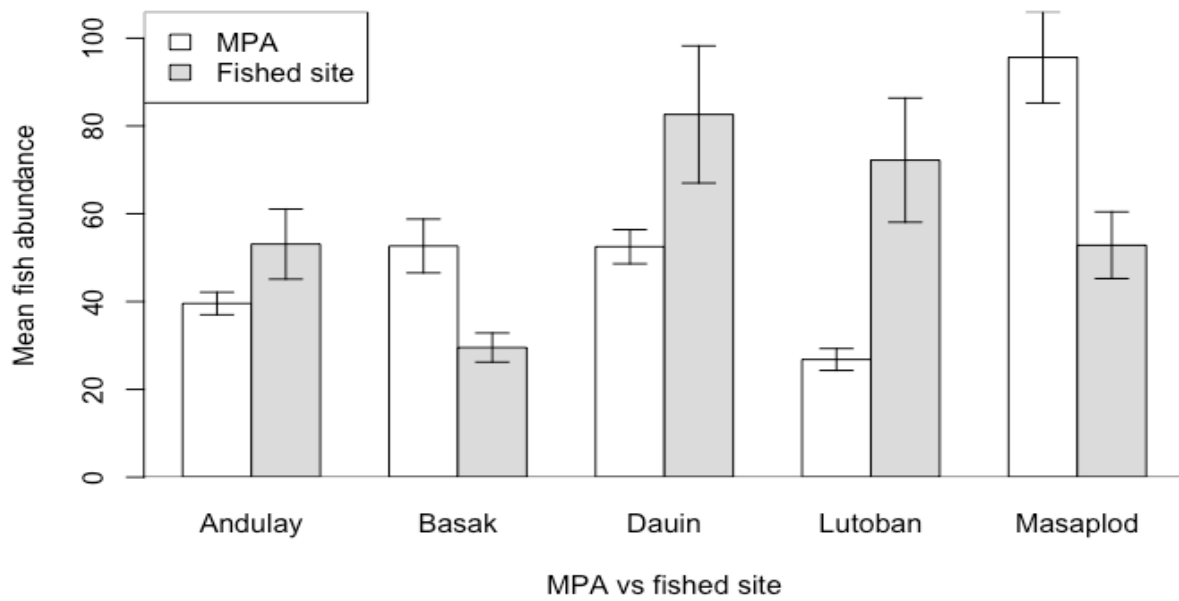 MPA
Fished site
Mean fish abundance
100
80
60
40
20
0
Andulay Basak Dauin Lutoban Masaplod
MPA vs fished site